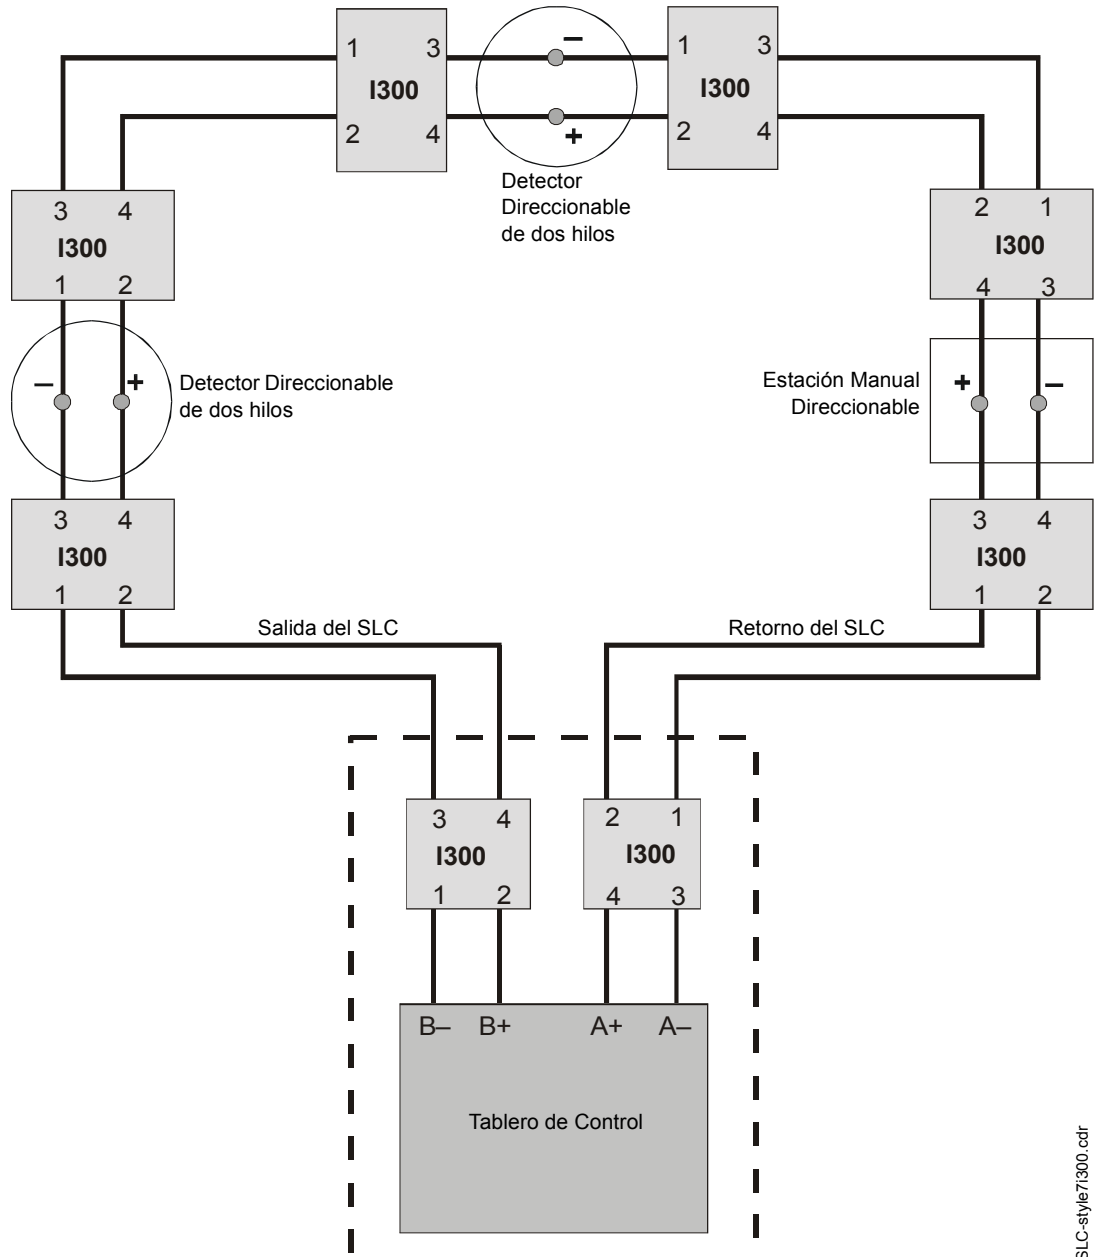 1 3 – 1 3
I300 I300
2 4 + 2 4
Detector
Direccionable
de dos hilos
3 4 2 1
I300 I300
1 2 4 3
– + Detector Direccionable
de dos hilos
Estación Manual
Direccionable
+ –
3 4 3 4
I300 I300
1 2 1 2
Salida del SLC Retorno del SLC
3 4 2 1
I300 I300
1 2 4 3
B– B+ A+ A–
Tablero de Control
SLC-style7i300.cdr